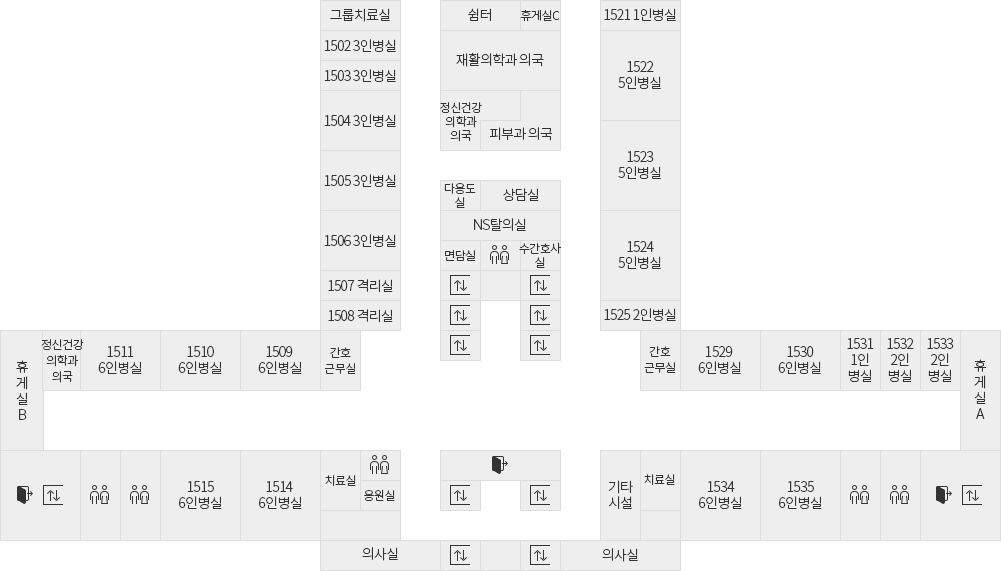 그룹치료실
쉼터
휴게실C
1521 1인병실
1502 3인병실
1503 3인병실
재활의학과 의국
1522
5인병실
1504 3인병실
정신건강
의학과
의국
피부과 의국
1523
5인병실
1505 3인병실
다용도
실
상담실
NS탈의실
1506 3인병실
면담실
수간호사
실
1524
5인병실
1507 격리실
1508 격리실
1525 2인병실
휴
게
실
B
정신건강
의학과
의국
1511
6인병실
1510
6인병실
1509
6인병실
간호
근무실
간호
근무실
1529
6인병실
1530
6인병실
1531
1인
병실
1532
2인
병실
1533
2인
병실
휴
게
실
A
1515
6인병실
1514
6인병실
치료실
응원실
기타
시설
치료실
1534
6인병실
1535
6인병실
의사실
의사실